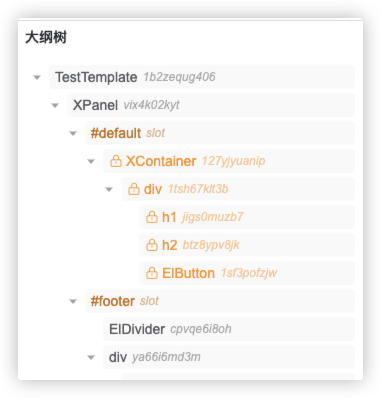 大纲树
TestTemplate 1b2zequg406
XPanel vix4k02kyt
#default slot
XContainer 127yjyuanip
div 1tsh67klt3b
h1 jigs0muzb7
h2 btz8ypv8jk
ElButton 1sf3pofzjw
#footer slot
ElDivider cpvqe6i8oh
div ya66i6md3m